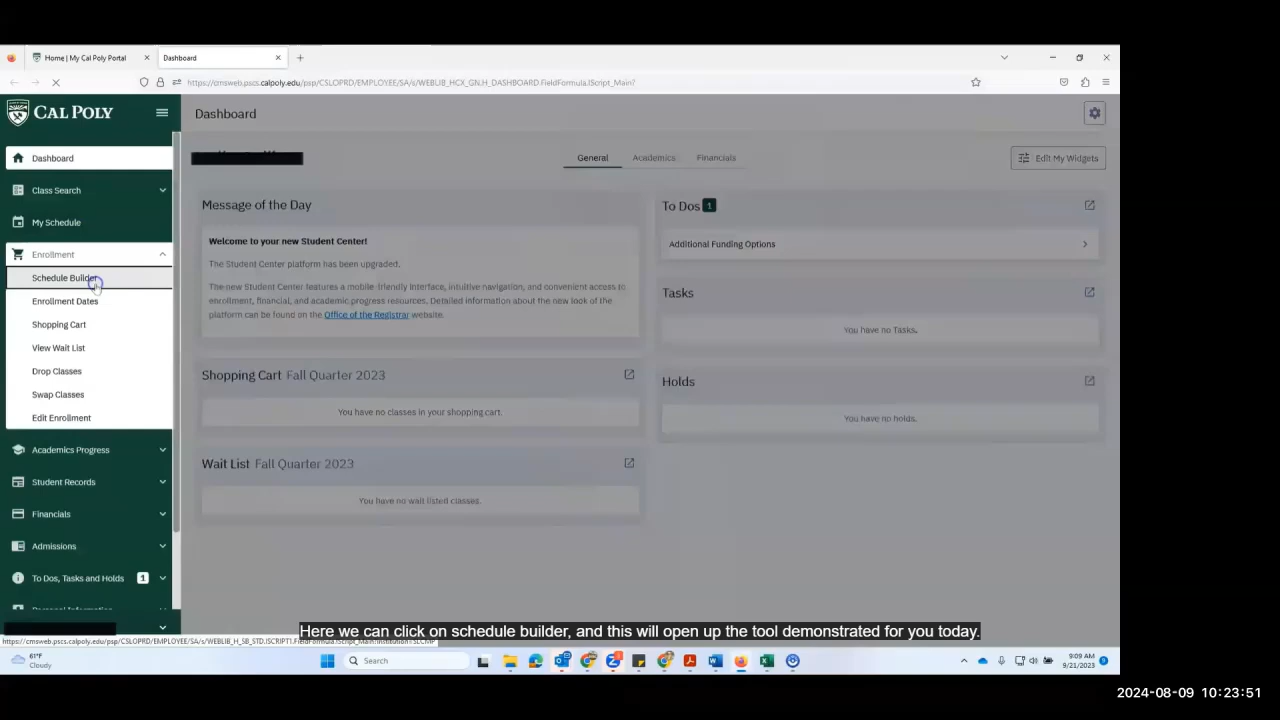 Home | My Cal Poly Portal
Dashboard
https://cmsweb.pscs.calpoly.edu/psp/CSLOPRD/EMPLOYEE/SA/s/WEBLIB_HCX_GN.H_DASHBOARD.FieldFormula.IScript_Main?
CAL POLY
Dashboard
Dashboard
General Academics Financials
Edit My Widgets
Class Search
My Schedule
Enrollment
Schedule Builder
Enrollment Dates
Shopping Cart
View Wait List
Drop Classes
Swap Classes
Edit Enrollment
Academics Progress
Student Records
Financials
Admissions
To Dos, Tasks and Holds 1
Message of the Day
Welcome to your new Student Center!
The Student Center platform has been upgraded.
The new Student Center features a mobile-friendly interface, intuitive navigation, and convenient access to
enrollment, financial, and academic progress resources. Detailed information about the new look of the
platform can be found on the Office of the Registrar website.
Shopping Cart Fall Quarter 2023
You have no classes in your shopping cart.
Wait List Fall Quarter 2023
You have no wait listed classes.
To Dos 1
Additional Funding Options
Tasks
You have no Tasks.
Holds
You have no holds.
Here we can click on schedule builder, and this will open up the tool demonstrated for you today.
61°F
Cloudy
Search
9:09 AM
9/21/2023
2024-08-09 10:23:51